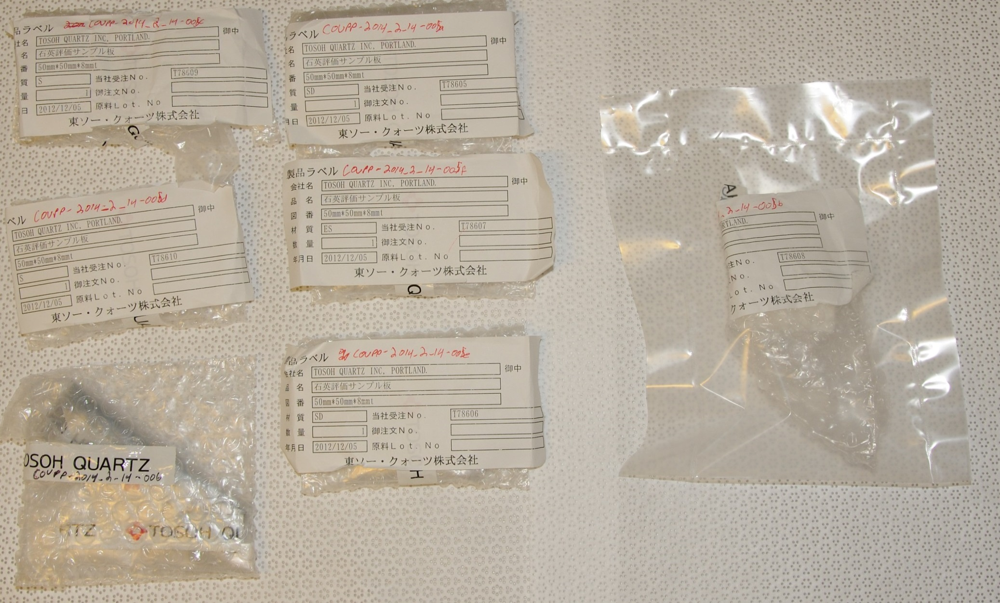 品ラベル COUPP-2014_2_14-005c
社名 TOSOH QUARTZ INC, PORTLAND. 御中
名 石英評価サンプル板
番 50mm*50mm*8mmt
質 S 当社受注No. T78609
量 1 御注文No.
日 2012/12/05 原料Lot. No
東ソー・クォーツ株式会社
ラベル COUPP-2014_2-14-005a
社名 TOSOH QUARTZ INC, PORTLAND. 御中
名 石英評価サンプル板
番 50mm*50mm*8mmt
質 SD 当社受注No. T78605
量 1 御注文No.
月日 2012/12/05 原料Lot. No
東ソー・クォーツ株式会社
製品ラベル COUPP-2014_2-14-005f
会社名 TOSOH QUARTZ INC, PORTLAND. 御中
品名 石英評価サンプル板
図番 50mm*50mm*8mmt
材質 ES 当社受注No. T78607
数量 1 御注文No.
年月日 2012/12/05 原料Lot. No
東ソー・クォーツ株式会社
Q
ベル COUPP-2014-2_14-005d
TOSOH QUARTZ INC, PORTLAND. 御中
石英評価サンプル板
50mm*50mm*8mmt
S 当社受注No. T78610
1 御注文No.
2012/12/05 原料Lot. No
東ソー・クォーツ株式会社
品ラベル COUPP-2014_2-14-005e
会社名 TOSOH QUARTZ INC, PORTLAND. 御中
品名 石英評価サンプル板
図番 50mm*50mm*8mmt
材質 SD 当社受注No. T78606
数量 1 御注文No.
年月日 2012/12/05 原料Lot. No
東ソー・クォーツ株式会社
H
OSOH QUARTZ
COUPP-2014-2-14-006
RTZ TOSOH QU
2-14-005b
RTLAND. 御中
注No. T78608
No.
Lot. No
クォーツ株式会社